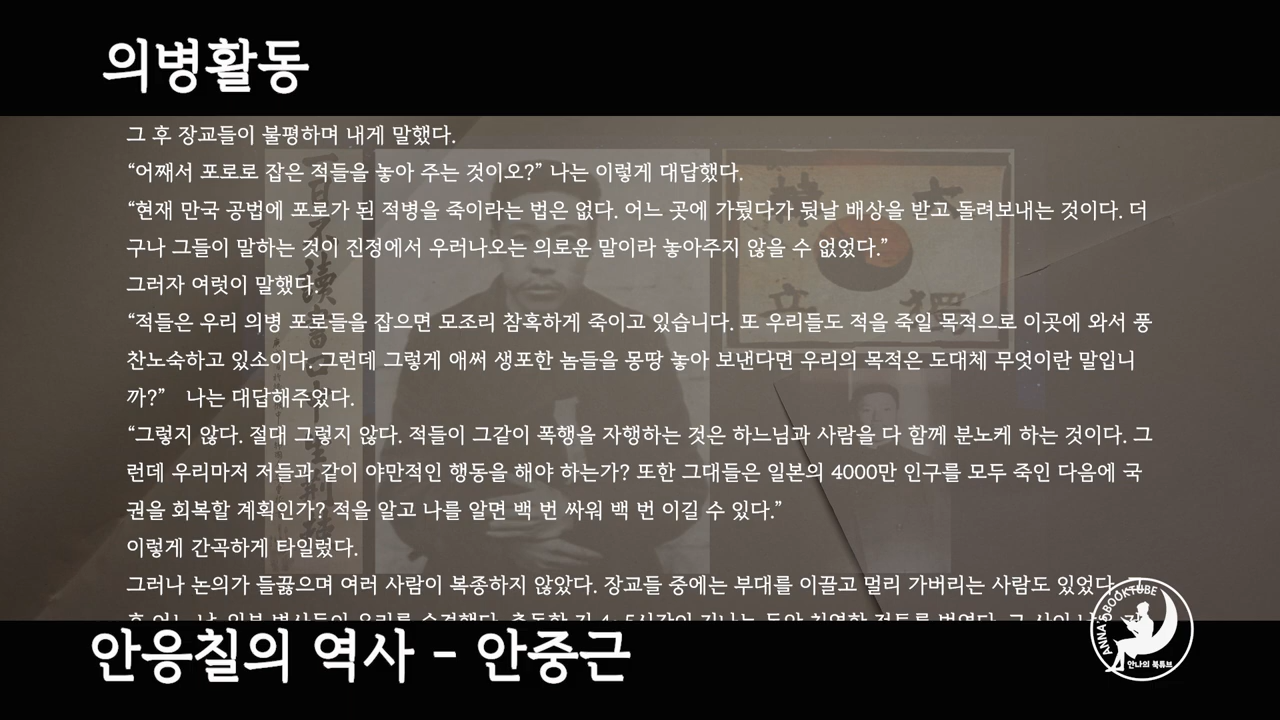 의병활동
그 후 장교들이 불평하며 내게 말했다.
“어째서 포로로 잡은 적들을 놓아 주는 것이오?” 나는 이렇게 대답했다.
“현재 만국 공법에 포로가 된 적병을 죽이라는 법은 없다. 어느 곳에 가뒀다가 뒷날 배상을 받고 돌려보내는 것이다. 더
구나 그들이 말하는 것이 진정에서 우러나오는 의로운 말이라 놓아주지 않을 수 없었다.”
그러자 여럿이 말했다.
“적들은 우리 의병 포로들을 잡으면 모조리 참혹하게 죽이고 있습니다. 또 우리들도 적을 죽일 목적으로 이곳에 와서 풍
찬노숙하고 있소이다. 그런데 그렇게 애써 생포한 놈들을 몽땅 놓아 보낸다면 우리의 목적은 도대체 무엇이란 말입니
까?” 나는 대답해주었다.
“그렇지 않다. 절대 그렇지 않다. 적들이 그같이 폭행을 자행하는 것은 하느님과 사람을 다 함께 분노케 하는 것이다. 그
런데 우리마저 저들과 같이 야만적인 행동을 해야 하는가? 또한 그대들은 일본의 4000만 인구를 모두 죽인 다음에 국
권을 회복할 계획인가? 적을 알고 나를 알면 백 번 싸워 백 번 이길 수 있다.”
이렇게 간곡하게 타일렀다.
그러나 논의가 들끓으며 여러 사람이 복종하지 않았다. 장교들 중에는 부대를 이끌고 멀리 가버리는 사람도 있었다.
안응칠의 역사 - 안중근
ANNA'S BOOKTUBE
안나의 북튜브